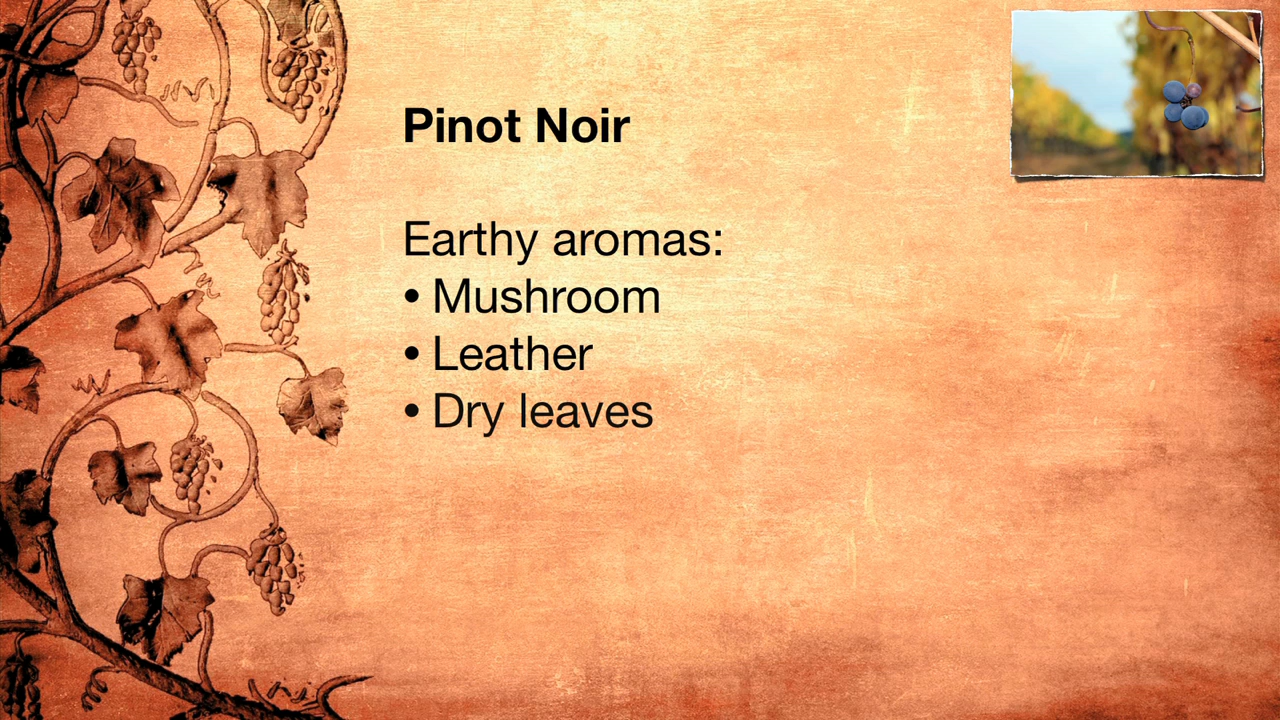 Pinot Noir
Earthy aromas:
• Mushroom
• Leather
• Dry leaves